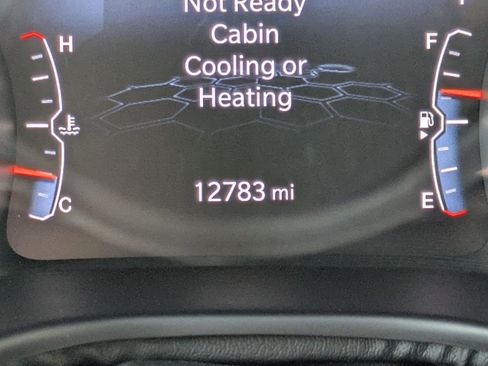 Not Ready
Cabin
Cooling or
Heating
H
F
C
E
12783 mi